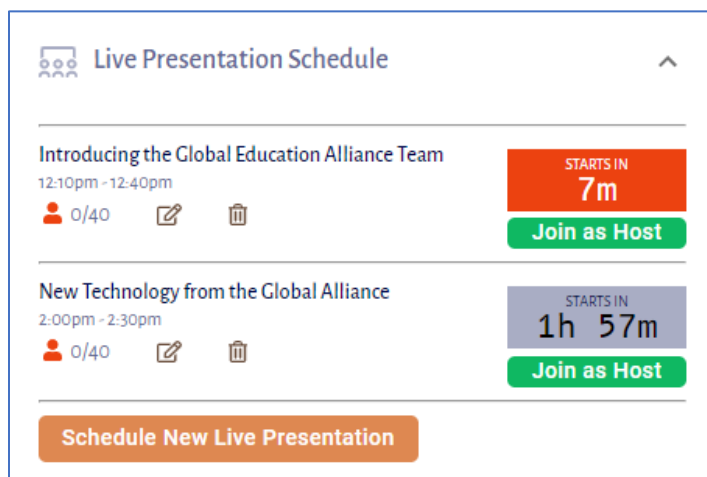 Live Presentation Schedule
Introducing the Global Education Alliance Team
12:10pm - 12:40pm
0/40
STARTS IN
7m
Join as Host
New Technology from the Global Alliance
2:00pm - 2:30pm
0/40
STARTS IN
1h 57m
Join as Host
Schedule New Live Presentation